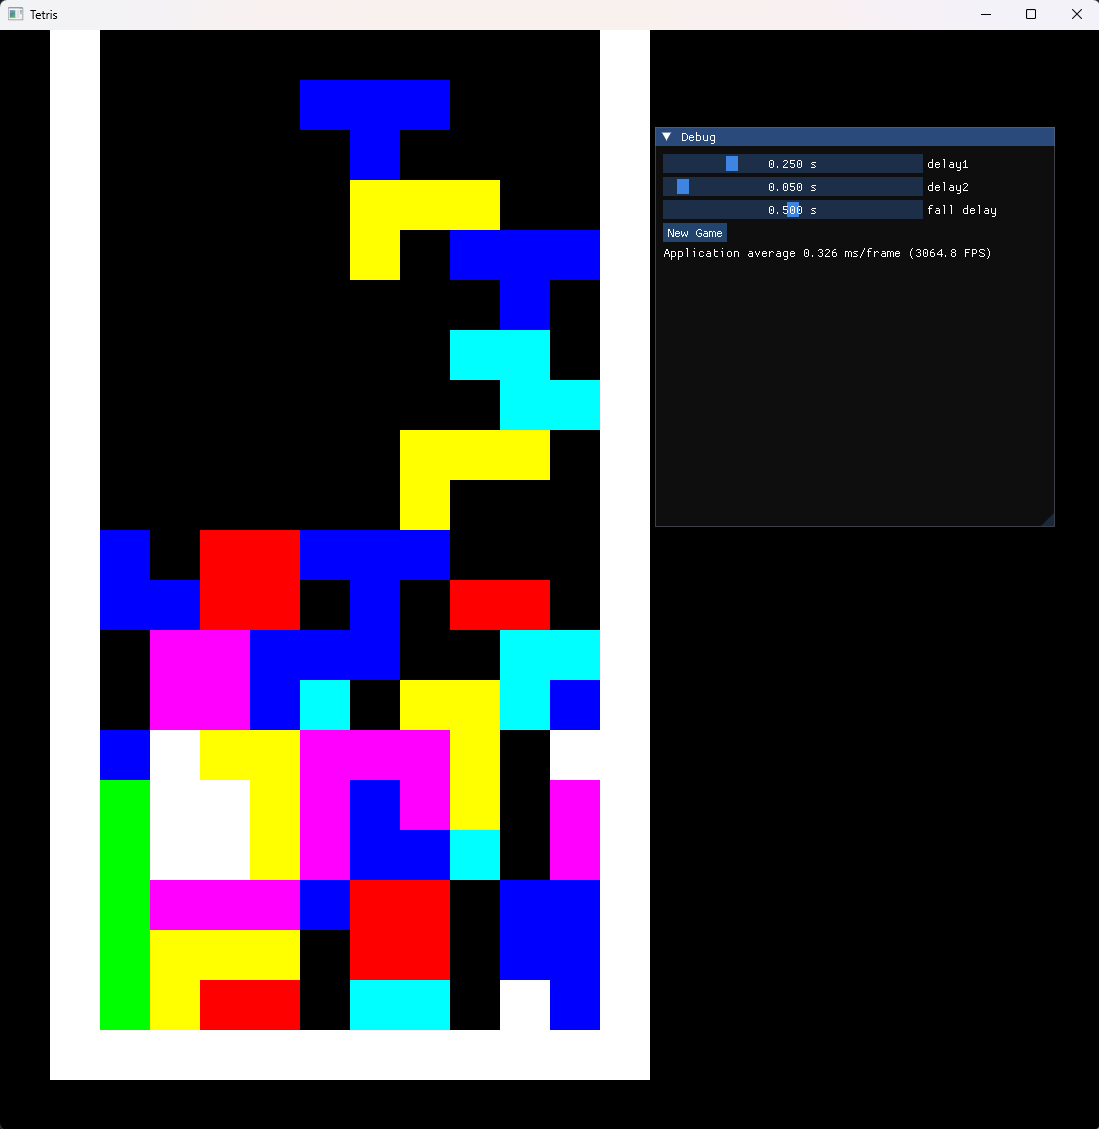 Tetris
Debug
0.250 s delay1
0.050 s delay2
0.500 s fall delay
New Game
Application average 0.326 ms/frame (3064.8 FPS)